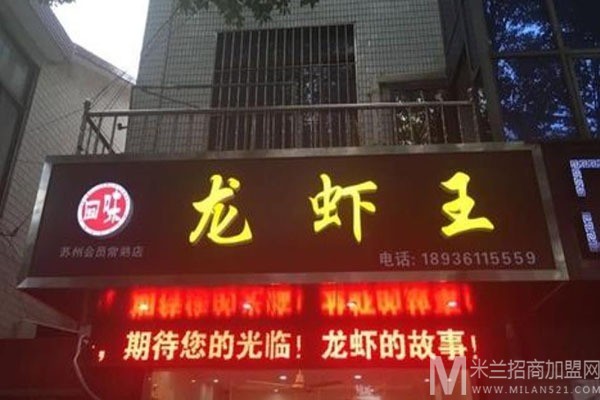 回味
龙虾王
苏州会员常熟店
电话: 18936115559
，期待您的光临！龙虾的故事！
M 米兰招商加盟网
WWW.MILAN521.COM